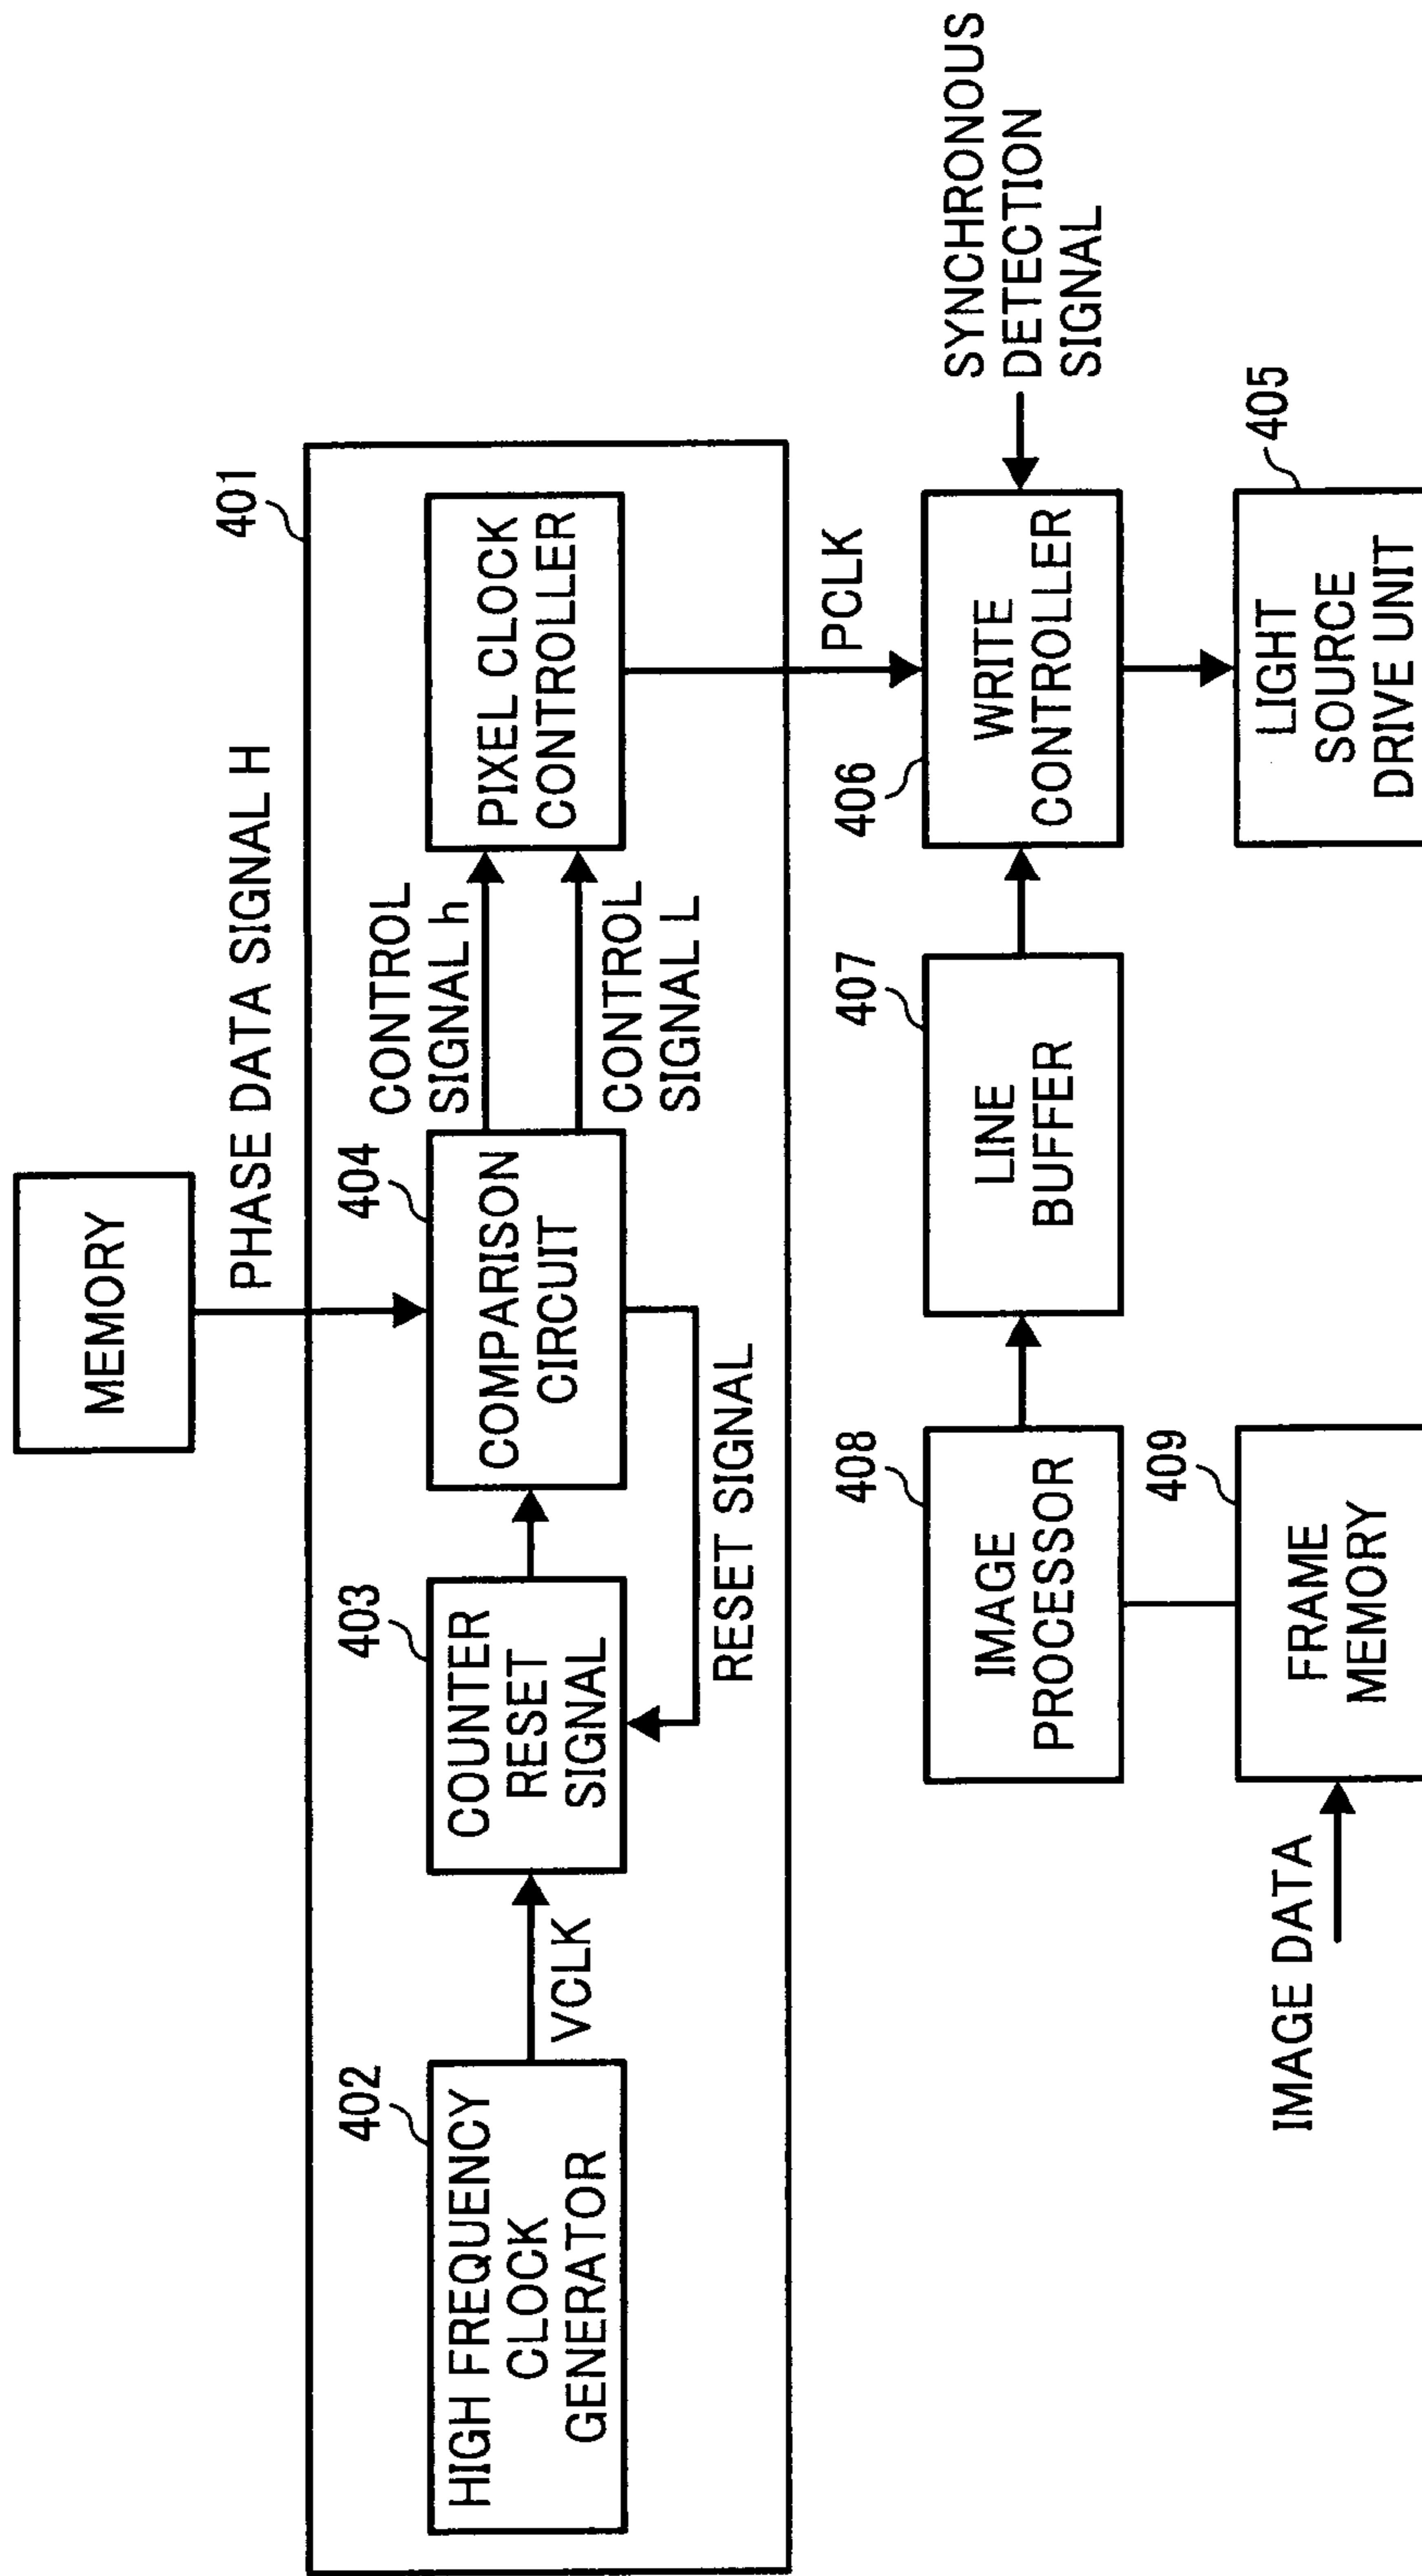 MEMORY
PHASE DATA SIGNAL H
401
402
HIGH FREQUENCY
CLOCK
GENERATOR
VCLK
403
COUNTER
RESET
SIGNAL
RESET SIGNAL
404
COMPARISON
CIRCUIT
CONTROL
SIGNAL h
CONTROL
SIGNAL L
PIXEL CLOCK
CONTROLLER
PCLK
408
IMAGE
PROCESSOR
407
LINE
BUFFER
406
WRITE
CONTROLLER
SYNCHRONOUS
DETECTION
SIGNAL
IMAGE DATA
409
FRAME
MEMORY
405
LIGHT
SOURCE
DRIVE UNIT